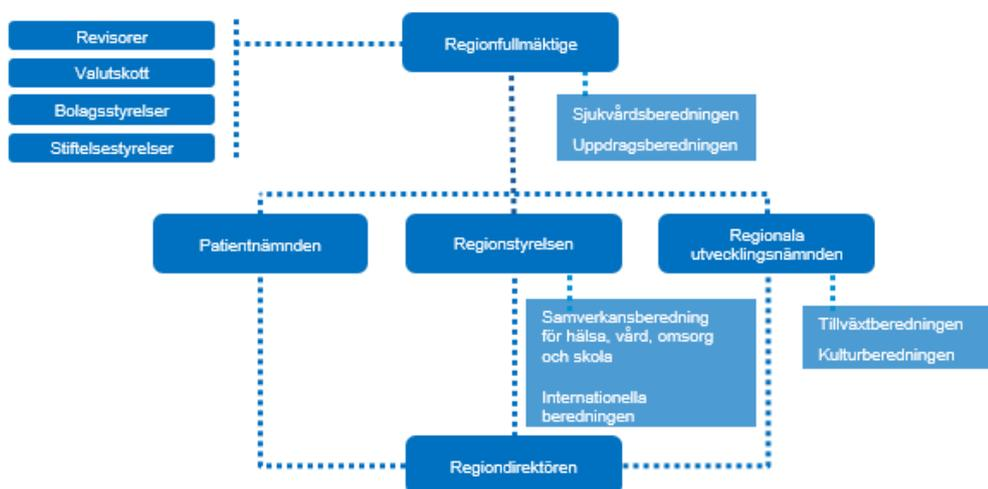 Revisorer
Valutskott
Bolagsstyrelser
Stiftelsestyrelser
Regionfullmäktige
Sjukvårdsberedningen
Uppdragsberedningen
Patientnämnden
Regionstyrelsen
Regionala
utvecklingsnämnden
Samverkansberedning
för hälsa, vård, omsorg
och skola
Internationella
beredningen
Tillväxtberedningen
Kulturberedningen
Regiondirektören